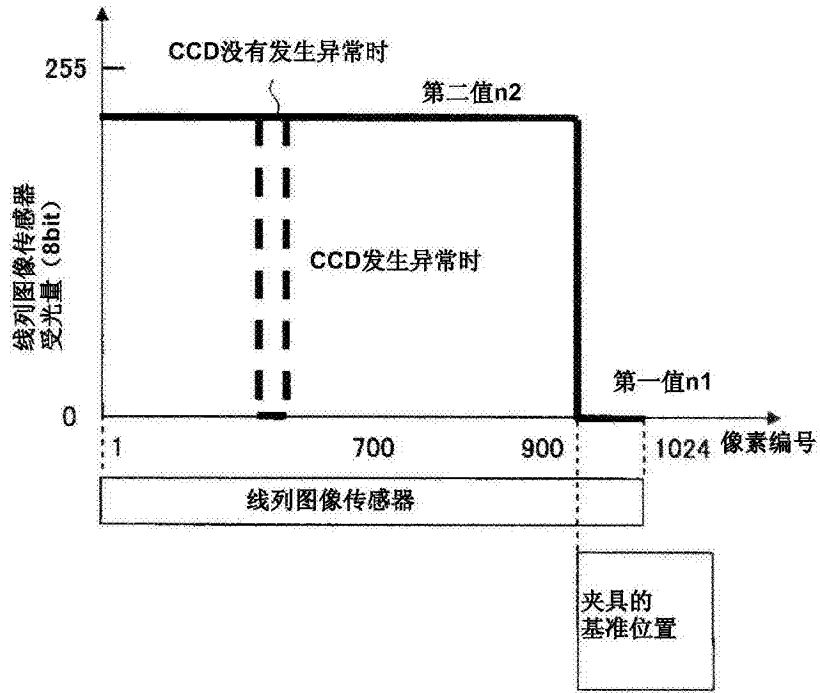 CCD没有发生异常时
255
第二值n2
线列图像传感器
受光量（8bit）
CCD发生异常时
第一值n1
0
1
700
900
1024
像素编号
线列图像传感器
夹具的
基准位置